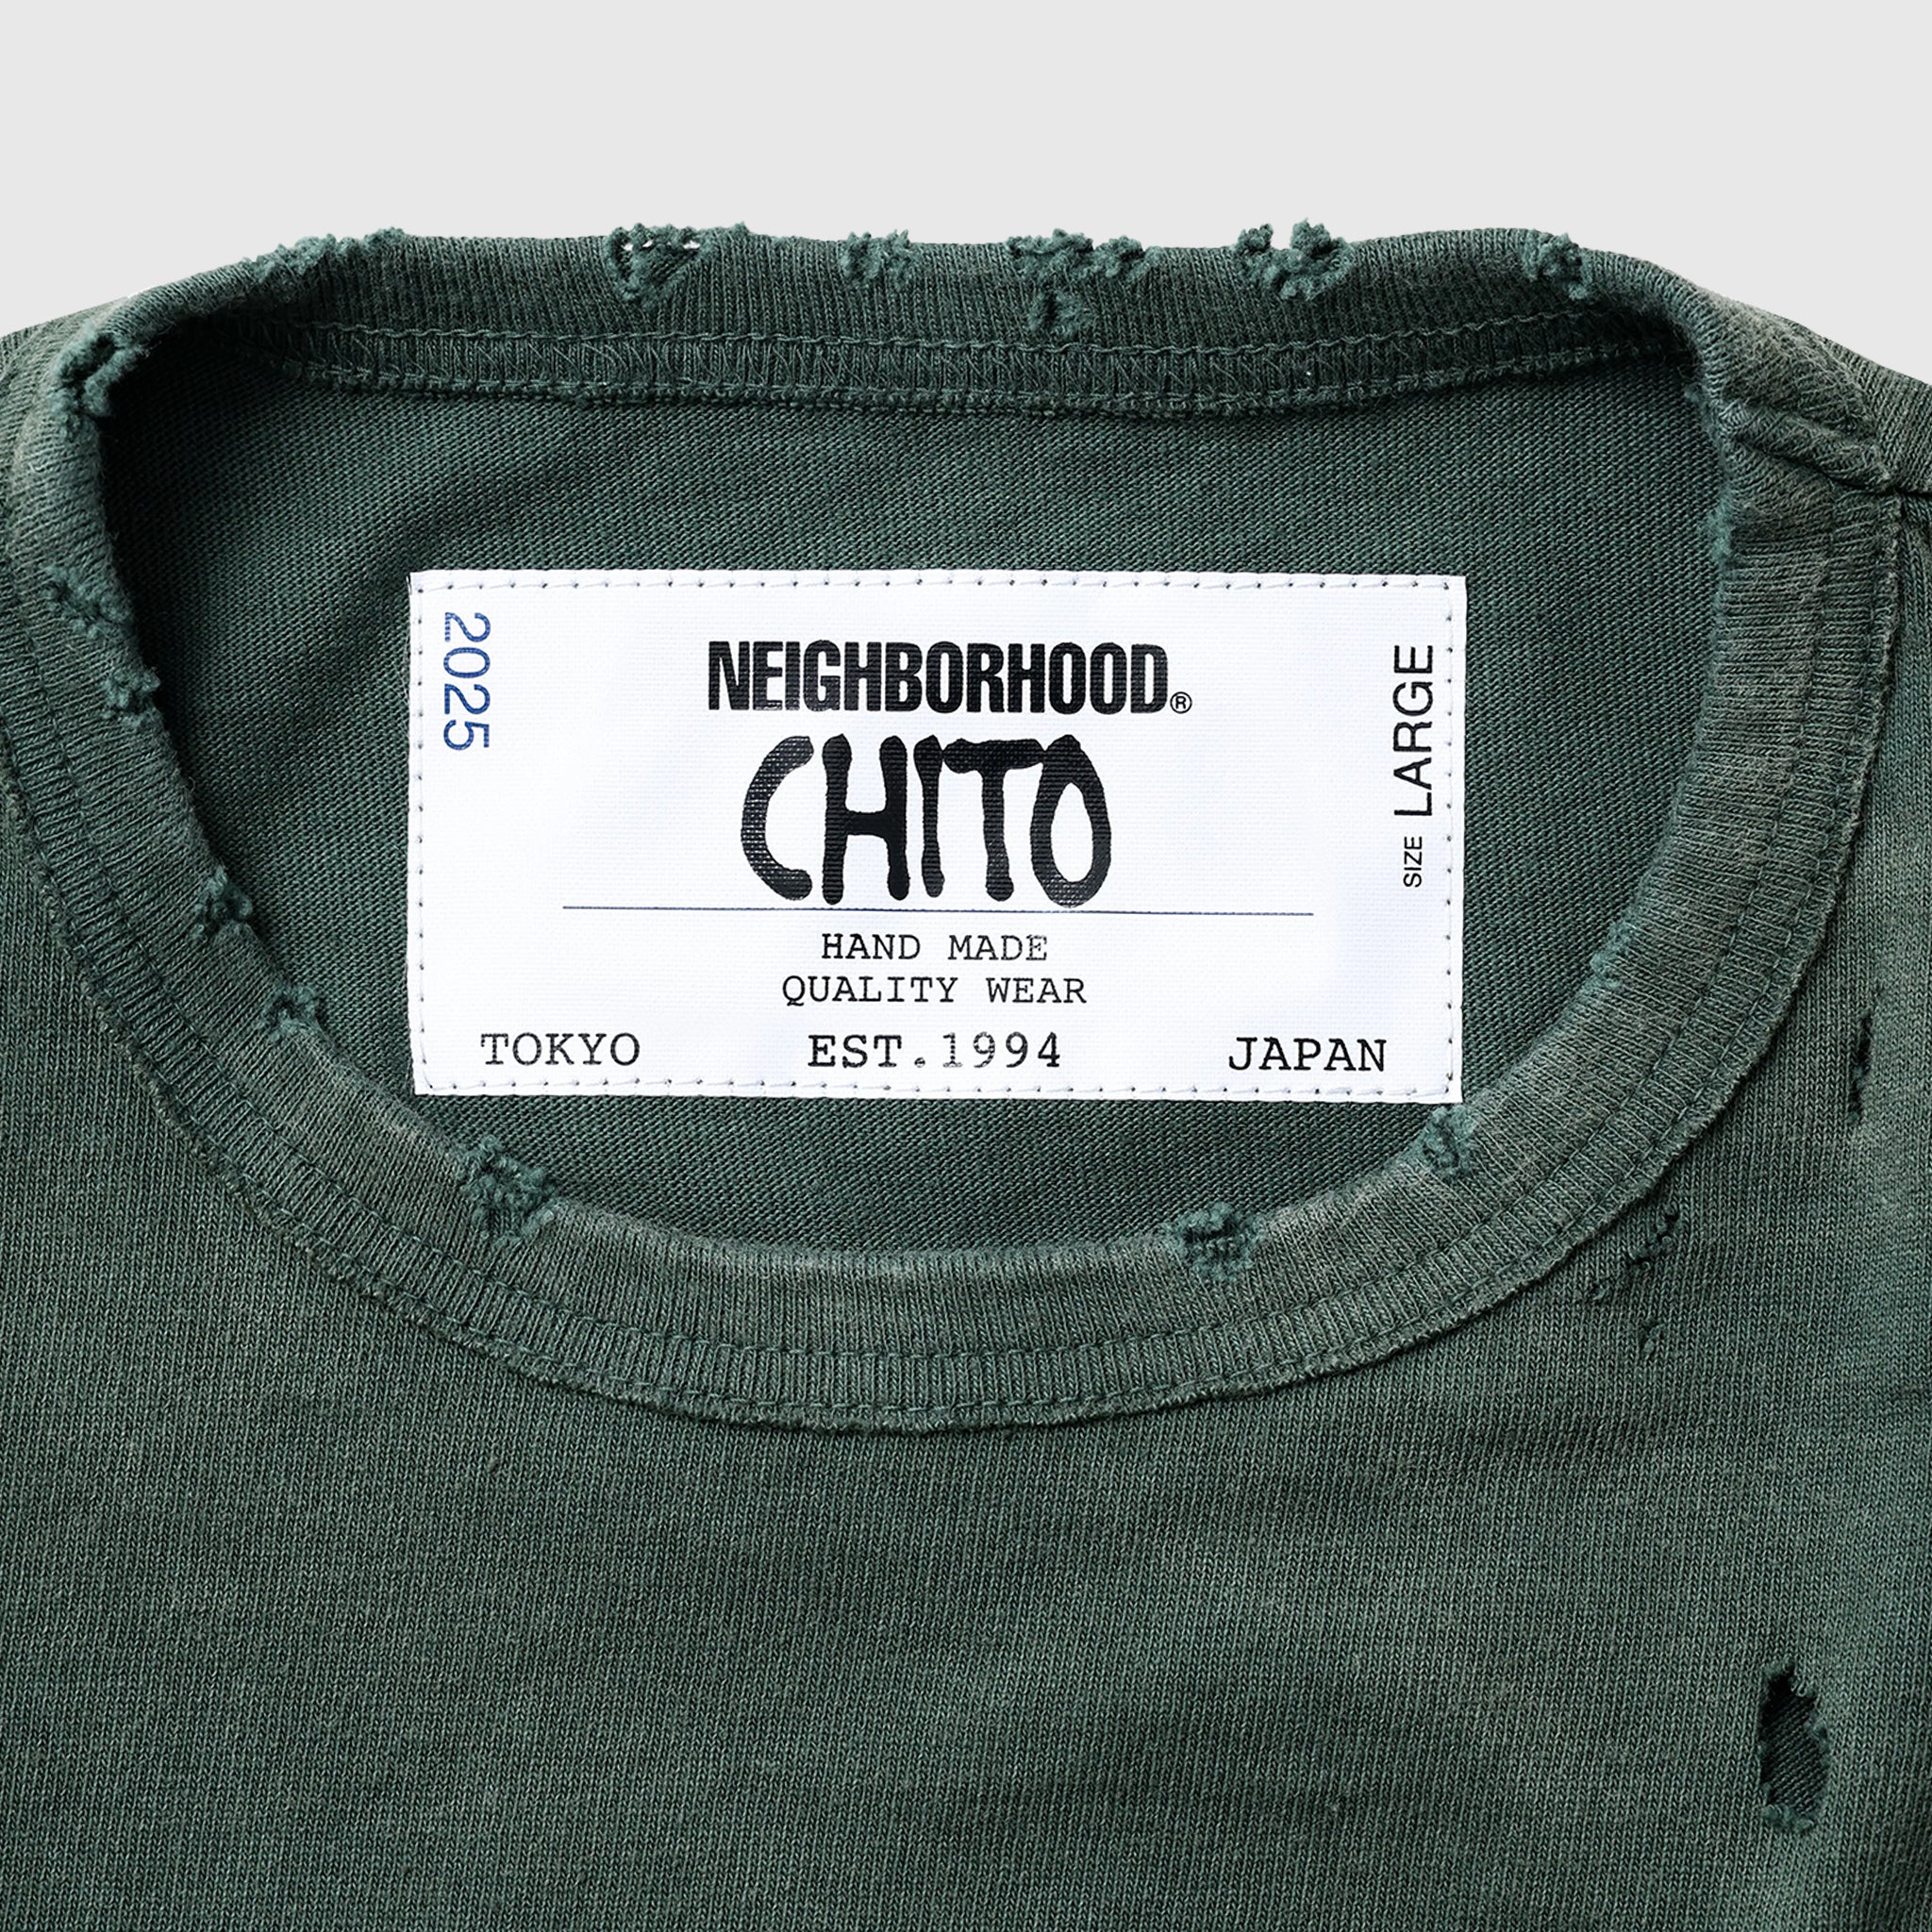 2025
NEIGHBORHOOD®
CHITO
SIZE LARGE
HAND MADE
QUALITY WEAR
TOKYO EST.1994 JAPAN